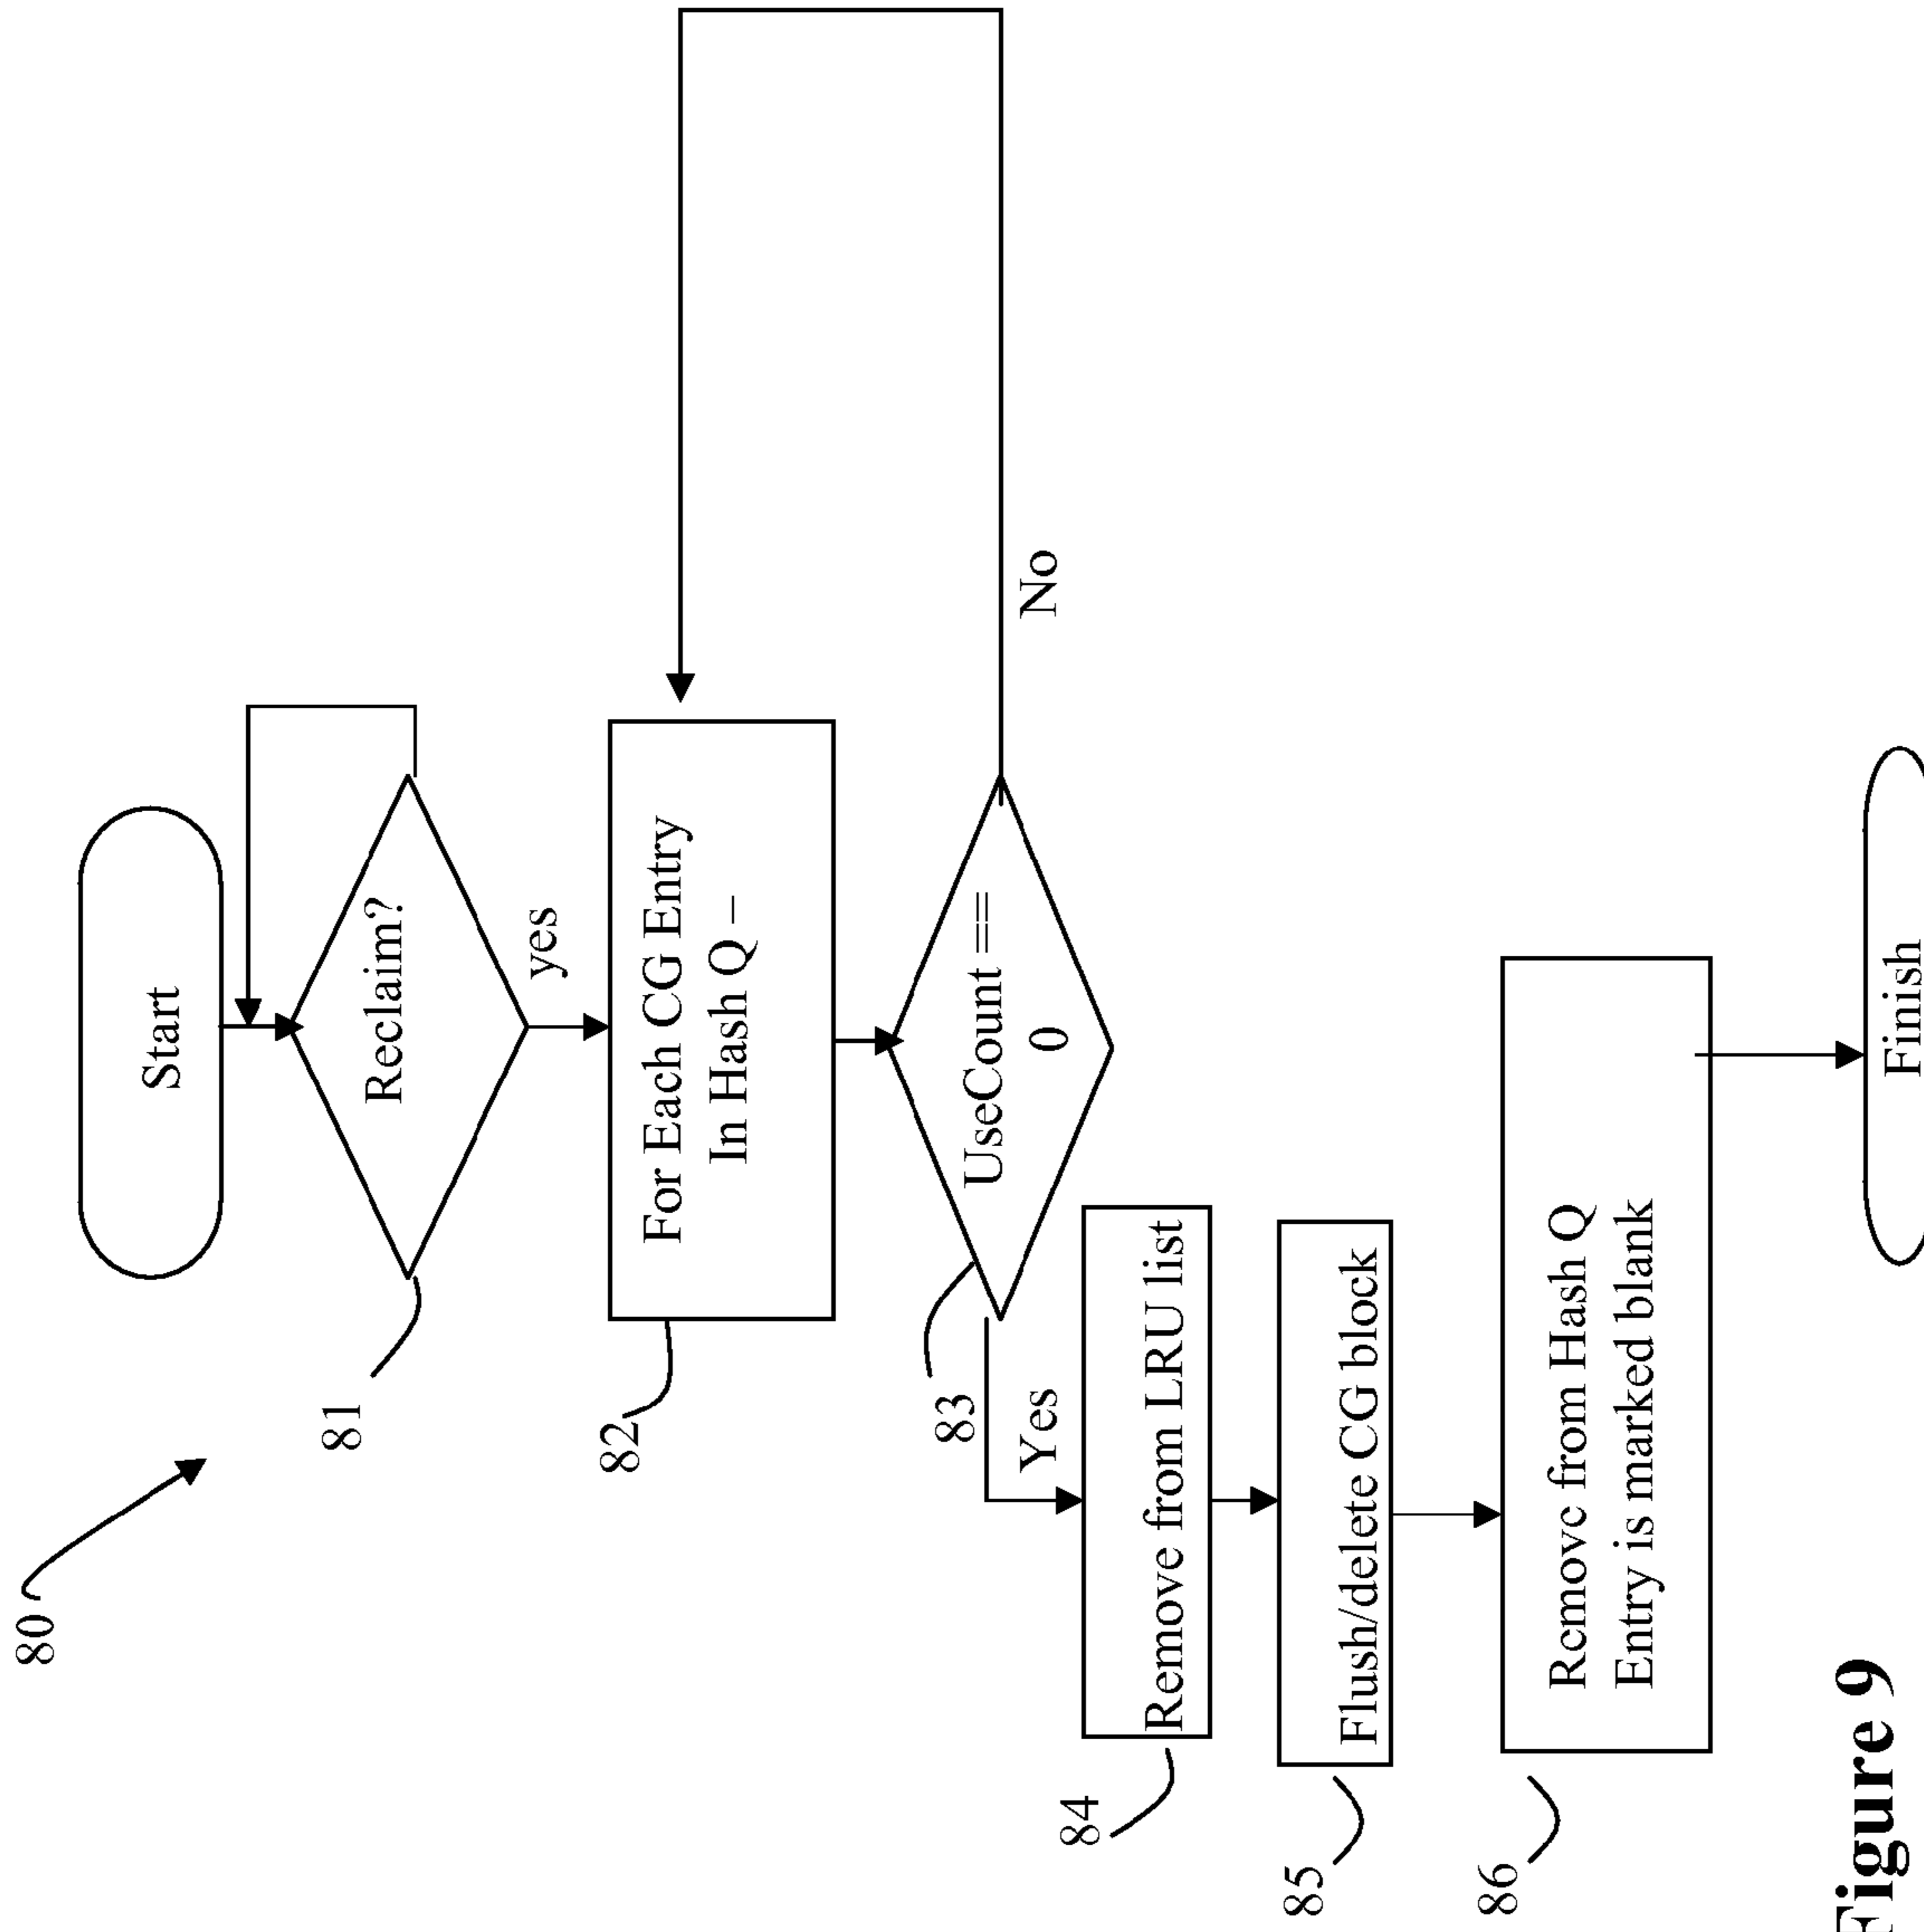 80
Start
81
Reclaim?
yes
82
For Each CG Entry
In Hash Q –
83
UseCount ==
0
No
Yes
84
Remove from LRU list
85
Flush/delete CG block
86
Remove from Hash Q
Entry is marked blank
Finish
Figure 9